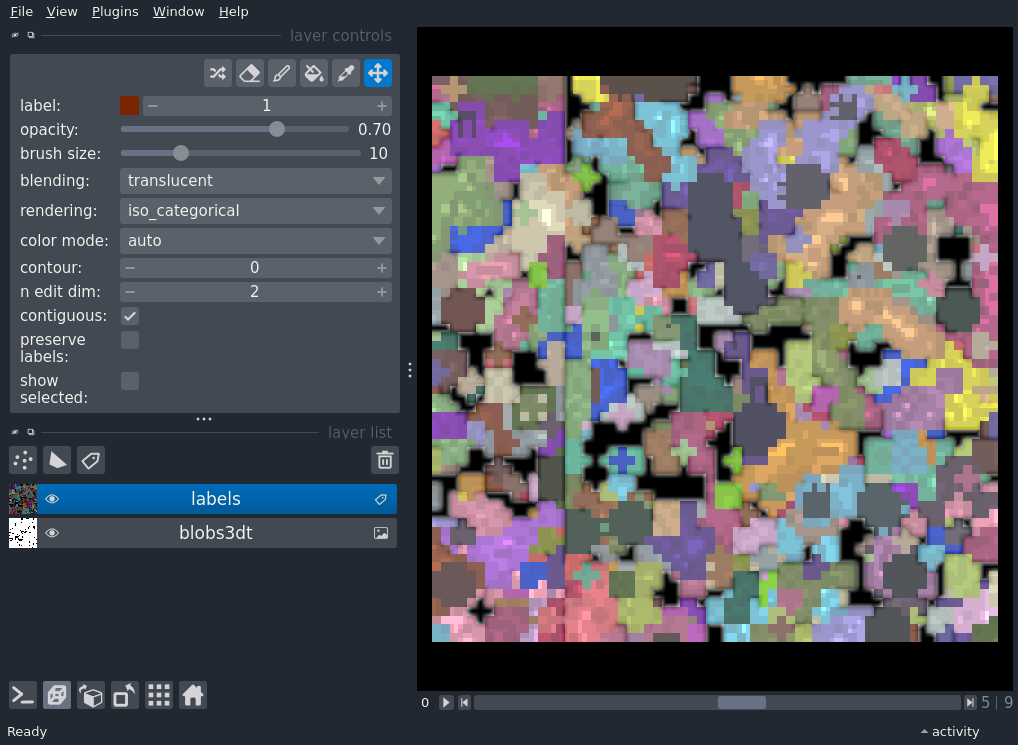 File View Plugins Window Help
layer controls
label: 1
opacity: 0.70
brush size: 10
blending: translucent
rendering: iso_categorical
color mode: auto
contour: 0
n edit dim: 2
contiguous:
preserve
labels:
show
selected:
layer list
labels
blobs3dt
0 5 | 9
Ready activity